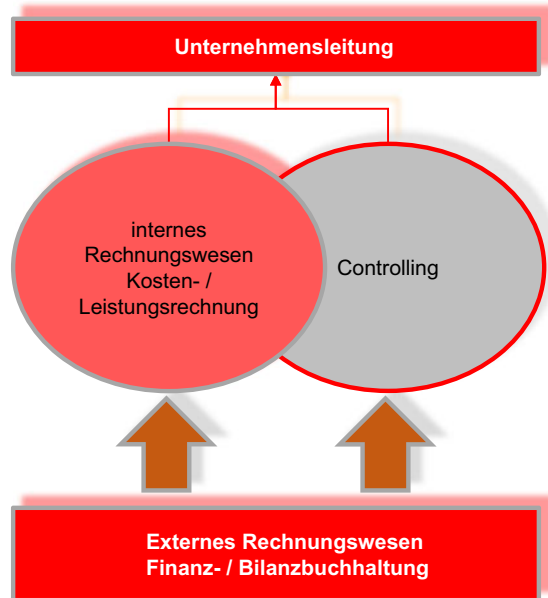 Unternehmensleitung
internes
Rechnungswesen
Kosten- /
Leistungsrechnung
Controlling
Externes Rechnungswesen
Finanz- / Bilanzbuchhaltung